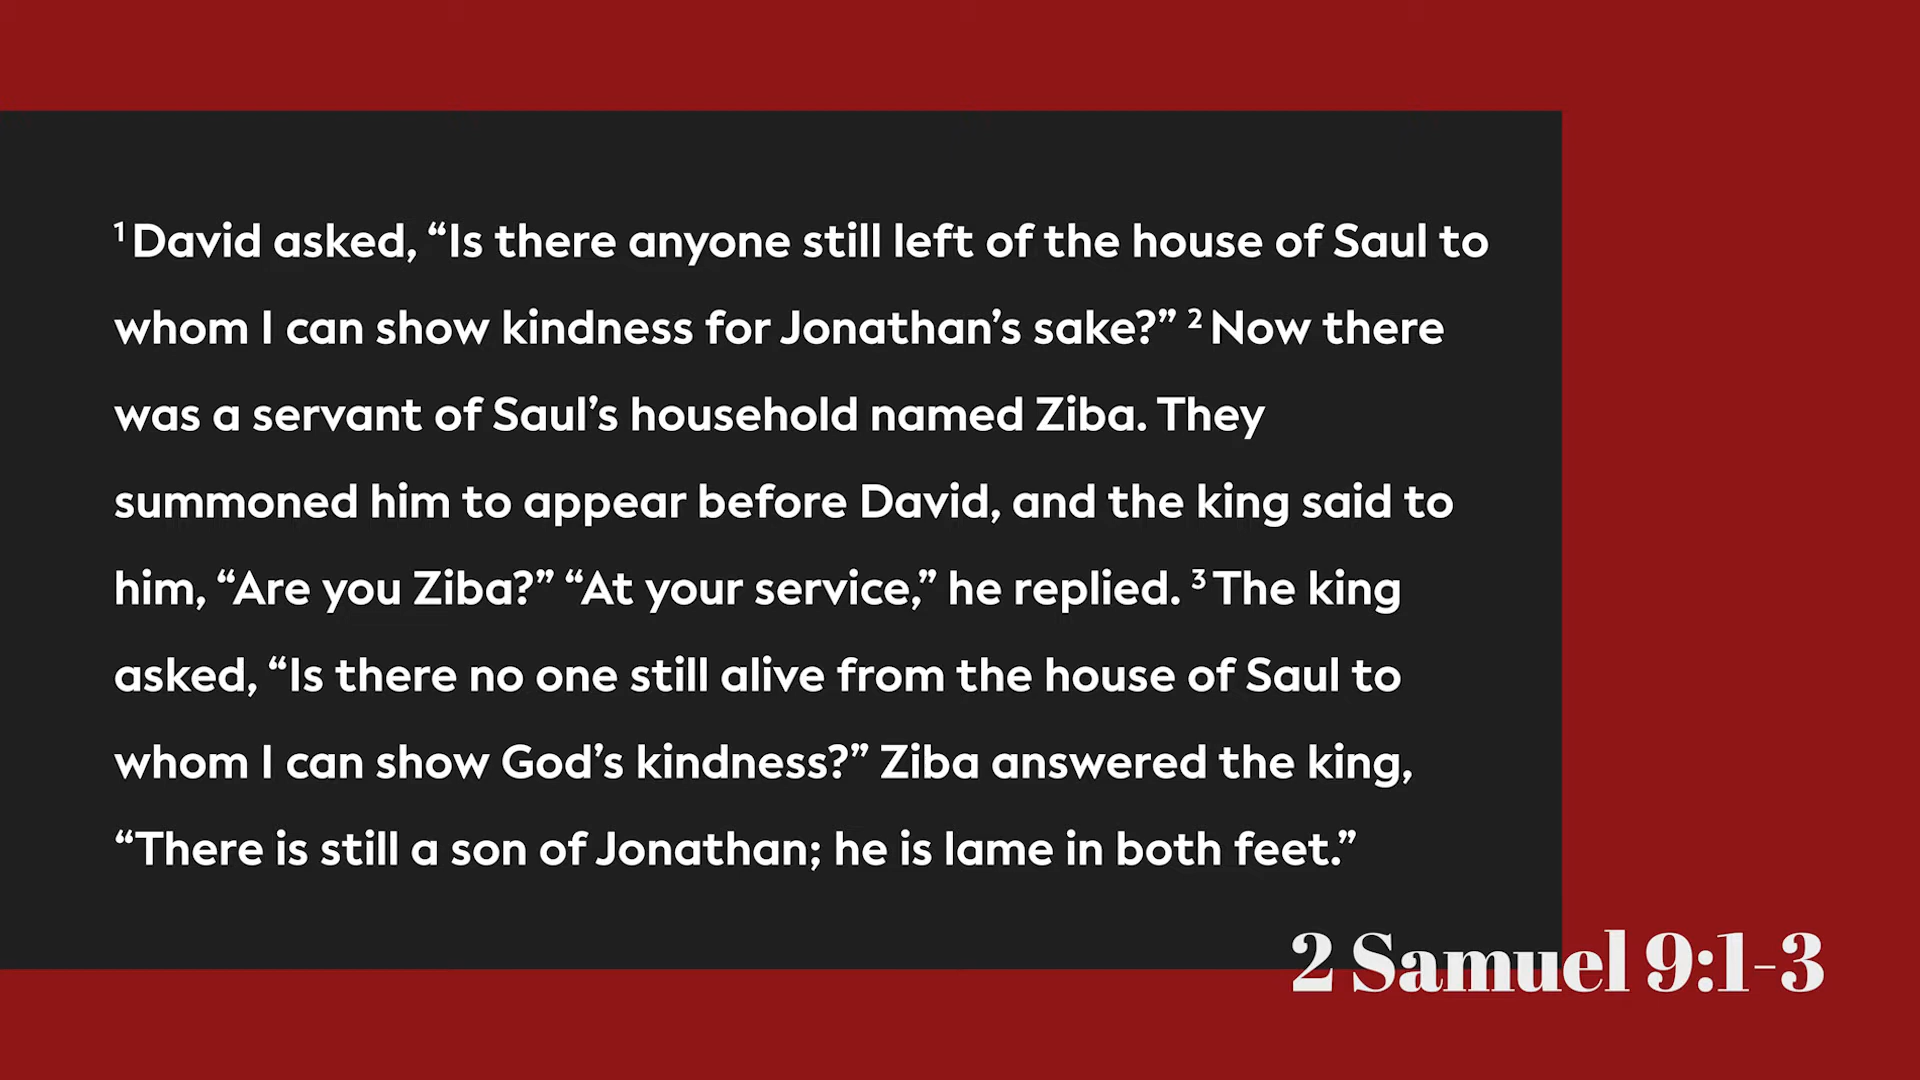 ¹David asked, “Is there anyone still left of the house of Saul to
whom I can show kindness for Jonathan’s sake?” ²Now there
was a servant of Saul’s household named Ziba. They
summoned him to appear before David, and the king said to
him, “Are you Ziba?” “At your service,” he replied. ³The king
asked, “Is there no one still alive from the house of Saul to
whom I can show God’s kindness?” Ziba answered the king,
“There is still a son of Jonathan; he is lame in both feet.”
2 Samuel 9:1-3